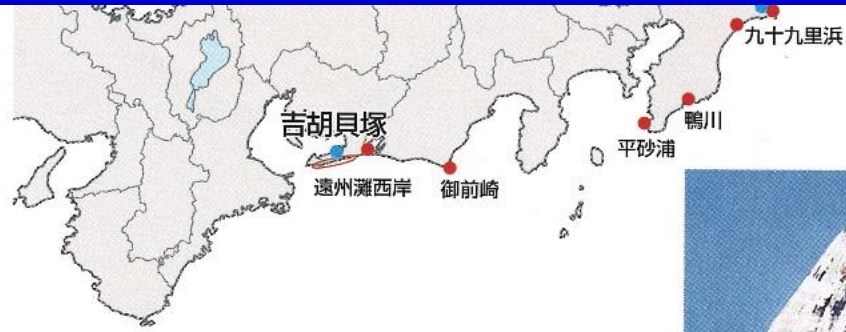 九十九里浜
吉胡貝塚
鴨川
平砂浦
遠州灘西岸
御前崎